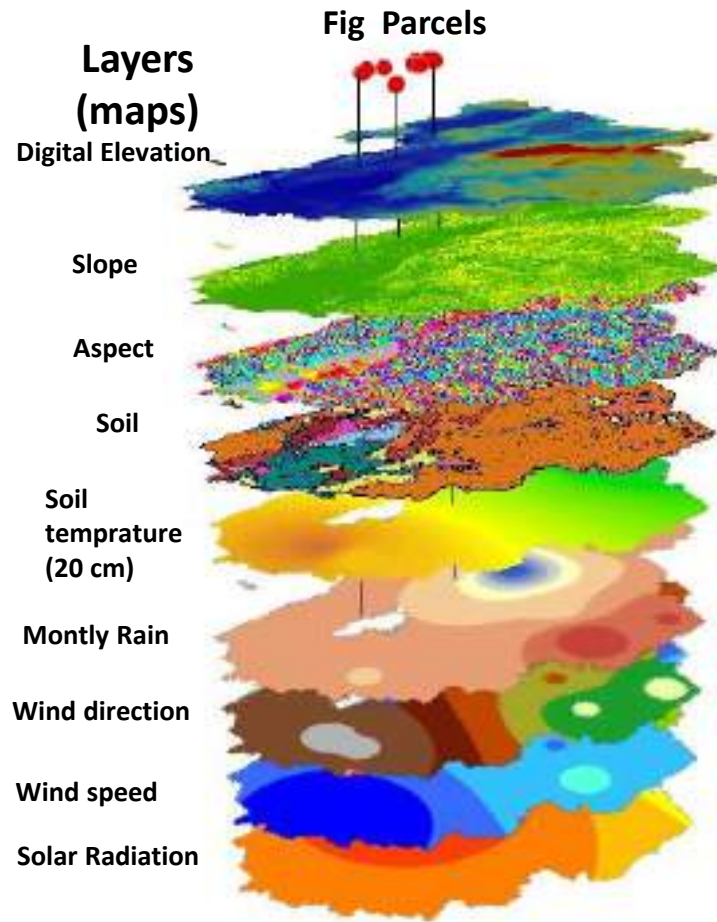 Fig Parcels
Layers
(maps)
Digital Elevation
Slope
Aspect
Soil
Soil
temprature
(20 cm)
Montly Rain
Wind direction
Wind speed
Solar Radiation